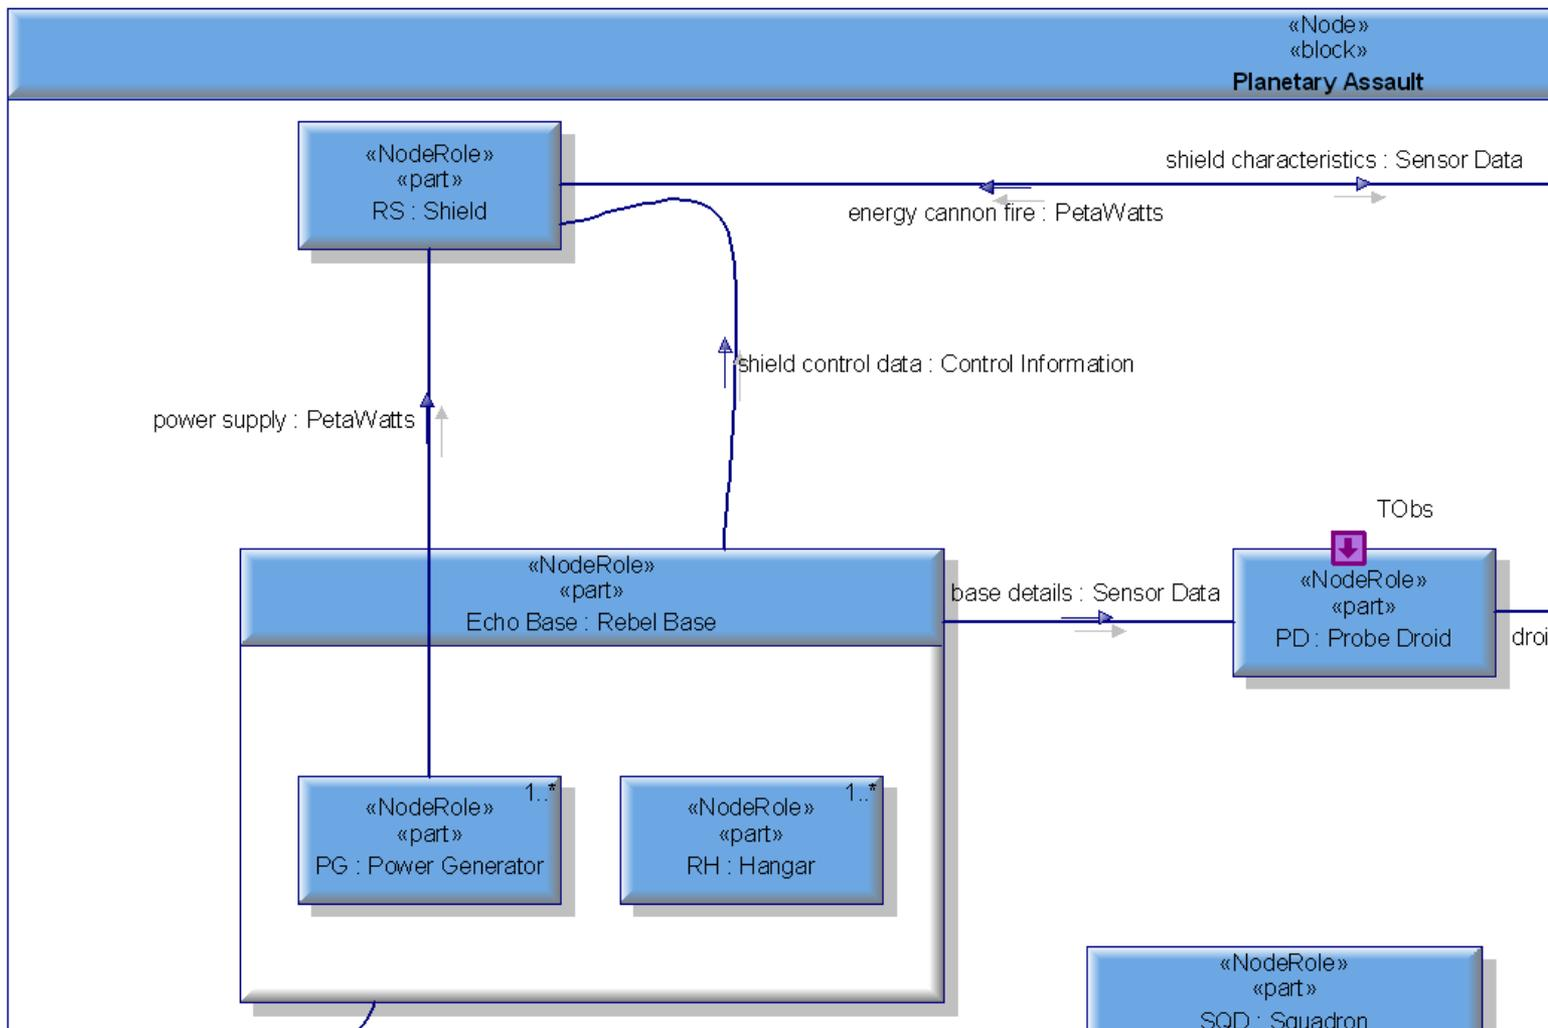 «Node»
«block»
Planetary Assault
«NodeRole»
«part»
RS : Shield
shield characteristics : Sensor Data
energy cannon fire : PetaWatts
shield control data : Control Information
power supply : PetaWatts
TObs
«NodeRole»
«part»
Echo Base : Rebel Base
base details : Sensor Data
«NodeRole»
«part»
PD : Probe Droid
droi
1..*
«NodeRole»
«part»
PG : Power Generator
1..*
«NodeRole»
«part»
RH : Hangar
«NodeRole»
«part»
SQD : Squadron